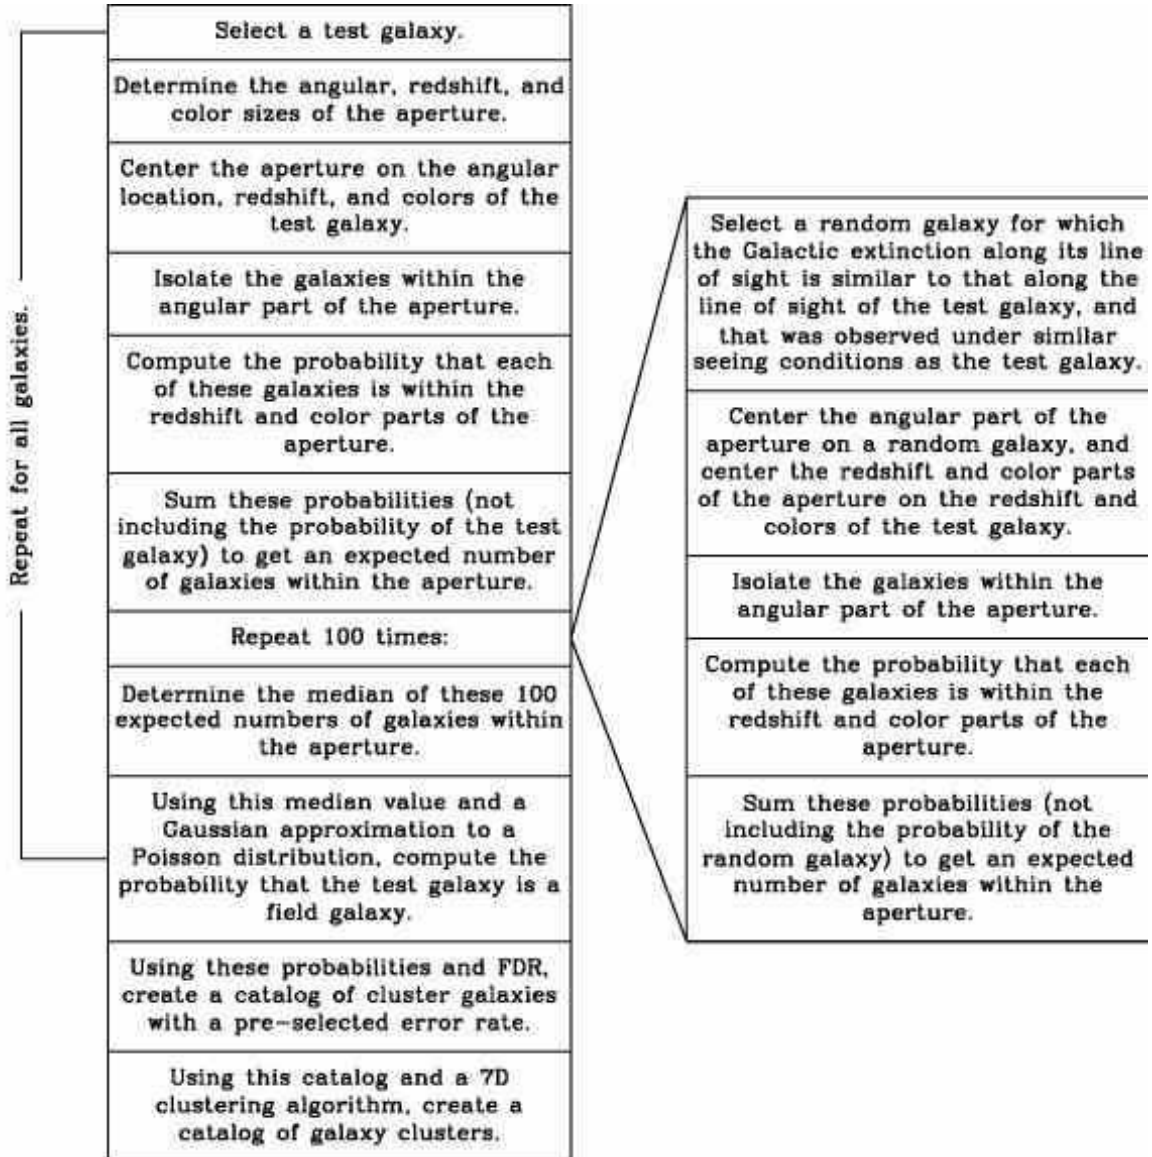 Select a test galaxy.
Determine the angular, redshift, and
color sizes of the aperture.
Center the aperture on the angular
location, redshift, and colors of the
test galaxy.
Isolate the galaxies within the
angular part of the aperture.
Compute the probability that each
of these galaxies is within the
redshift and color parts of the
aperture.
Sum these probabilities (not
including the probability of the test
galaxy) to get an expected number
of galaxies within the aperture.
Repeat 100 times:
Determine the median of these 100
expected numbers of galaxies within
the aperture.
Using this median value and a
Gaussian approximation to a
Poisson distribution, compute the
probability that the test galaxy is a
field galaxy.
Using these probabilities and FDR,
create a catalog of cluster galaxies
with a pre-selected error rate.
Using this catalog and a 7D
clustering algorithm, create a
catalog of galaxy clusters.
Repeat for all galaxies.
Select a random galaxy for which
the Galactic extinction along its line
of sight is similar to that along the
line of sight of the test galaxy, and
that was observed under similar
seeing conditions as the test galaxy.
Center the angular part of the
aperture on a random galaxy, and
center the redshift and color parts
of the aperture on the redshift and
colors of the test galaxy.
Isolate the galaxies within the
angular part of the aperture.
Compute the probability that each
of these galaxies is within the
redshift and color parts of the
aperture.
Sum these probabilities (not
including the probability of the
random galaxy) to get an expected
number of galaxies within the
aperture.